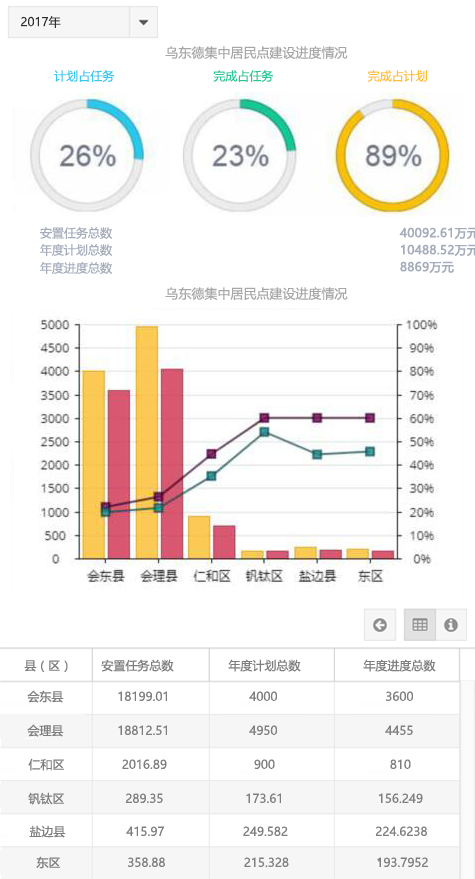 2017年
乌东德集中居民点建设进度情况
计划占任务 完成占任务 完成占计划
26% 23% 89%
安置任务总数 40092.61万元
年度计划总数 10488.52万元
年度进度总数 8869万元
乌东德集中居民点建设进度情况
5000 100%
4500 90%
4000 80%
3500 70%
3000 60%
2500 50%
2000 40%
1500 30%
1000 20%
500 10%
0 0%
会东县 会理县 仁和区 钒钛区 盐边县 东区
县（区） 安置任务总数 年度计划总数 年度进度总数
会东县 18199.01 4000 3600
会理县 18812.51 4950 4455
仁和区 2016.89 900 810
钒钛区 289.35 173.61 156.249
盐边县 415.97 249.582 224.6238
东区 358.88 215.328 193.7952